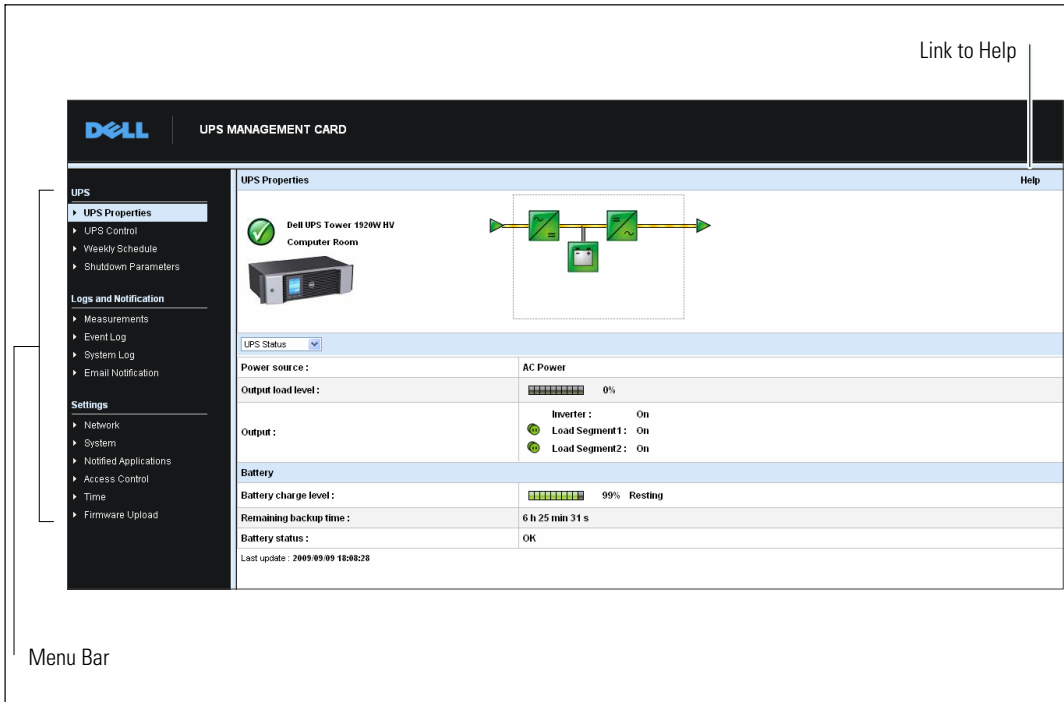 Link to Help
DELL
UPS MANAGEMENT CARD
UPS
UPS Properties
UPS Control
Weekly Schedule
Shutdown Parameters
Logs and Notification
Measurements
Event Log
System Log
Email Notification
Settings
Network
System
Notified Applications
Access Control
Time
Firmware Upload
UPS Properties
Help
Dell UPS Tower 1920W HV
Computer Room
UPS Status
Power source :
AC Power
Output load level :
0%
Output :
Inverter : On
Load Segment1 : On
Load Segment2 : On
Battery
Battery charge level :
99% Resting
Remaining backup time :
6 h 25 min 31 s
Battery status :
OK
Last update : 2009/09/09 18:08:28
Menu Bar